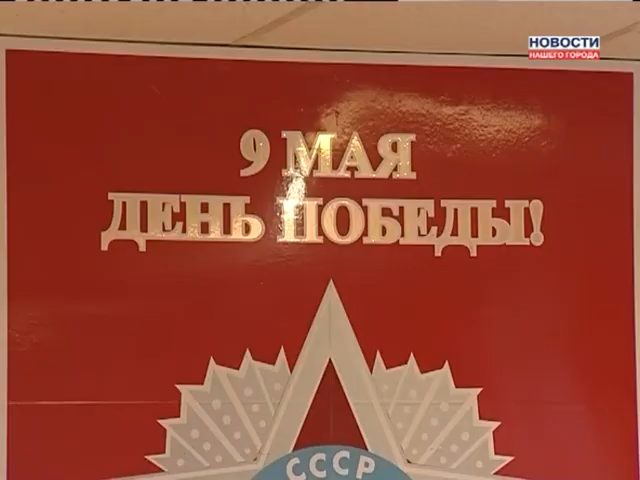 НОВОСТИ
НАШЕГО ГОРОДА
9 МАЯ
ДЕНЬ ПОБЕДЫ!
СССР